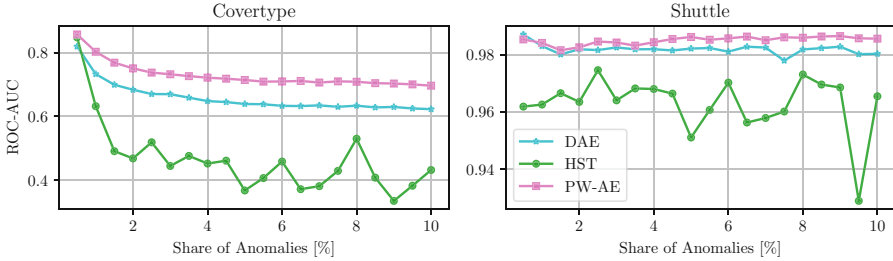 Covertype
Shuttle
ROC-AUC
0.8
0.6
0.4
2
4
6
8
10
Share of Anomalies [%]
0.98
0.96
0.94
DAE
HST
PW-AE
2
4
6
8
10
Share of Anomalies [%]